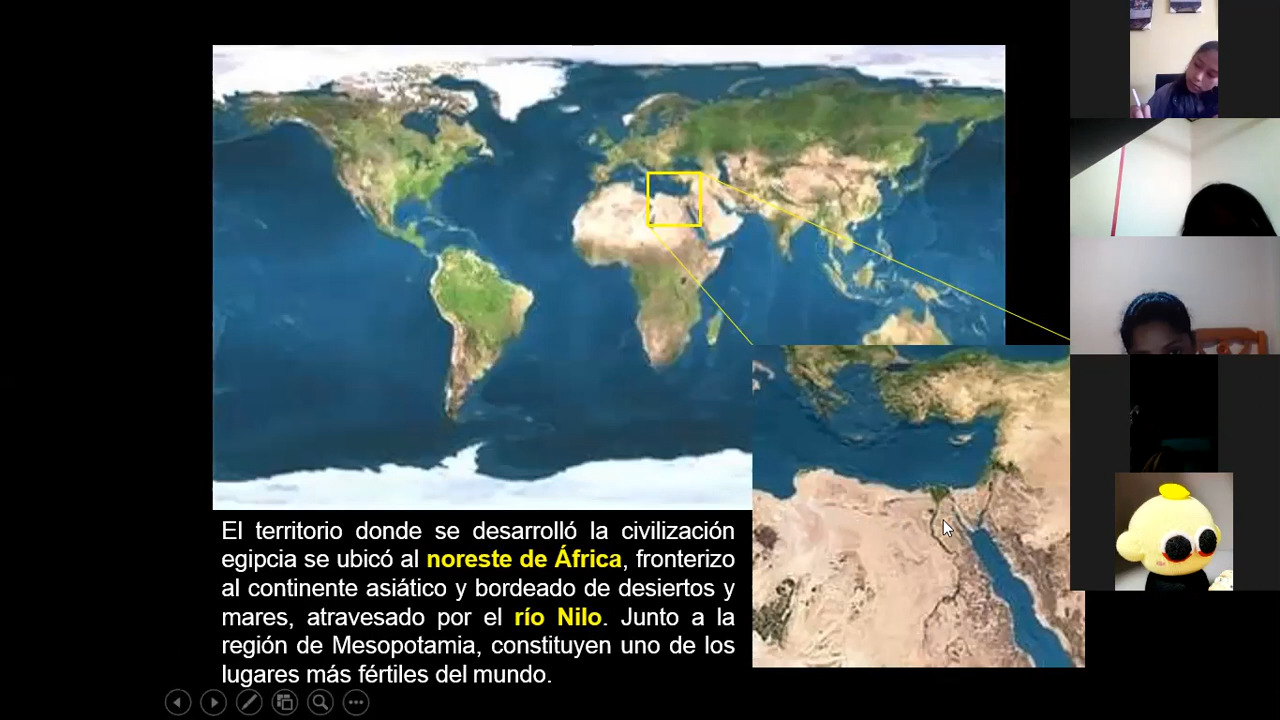 El territorio donde se desarrolló la civilización
egipcia se ubicó al noreste de África, fronterizo
al continente asiático y bordeado de desiertos y
mares, atravesado por el río Nilo. Junto a la
región de Mesopotamia, constituyen uno de los
lugares más fértiles del mundo.